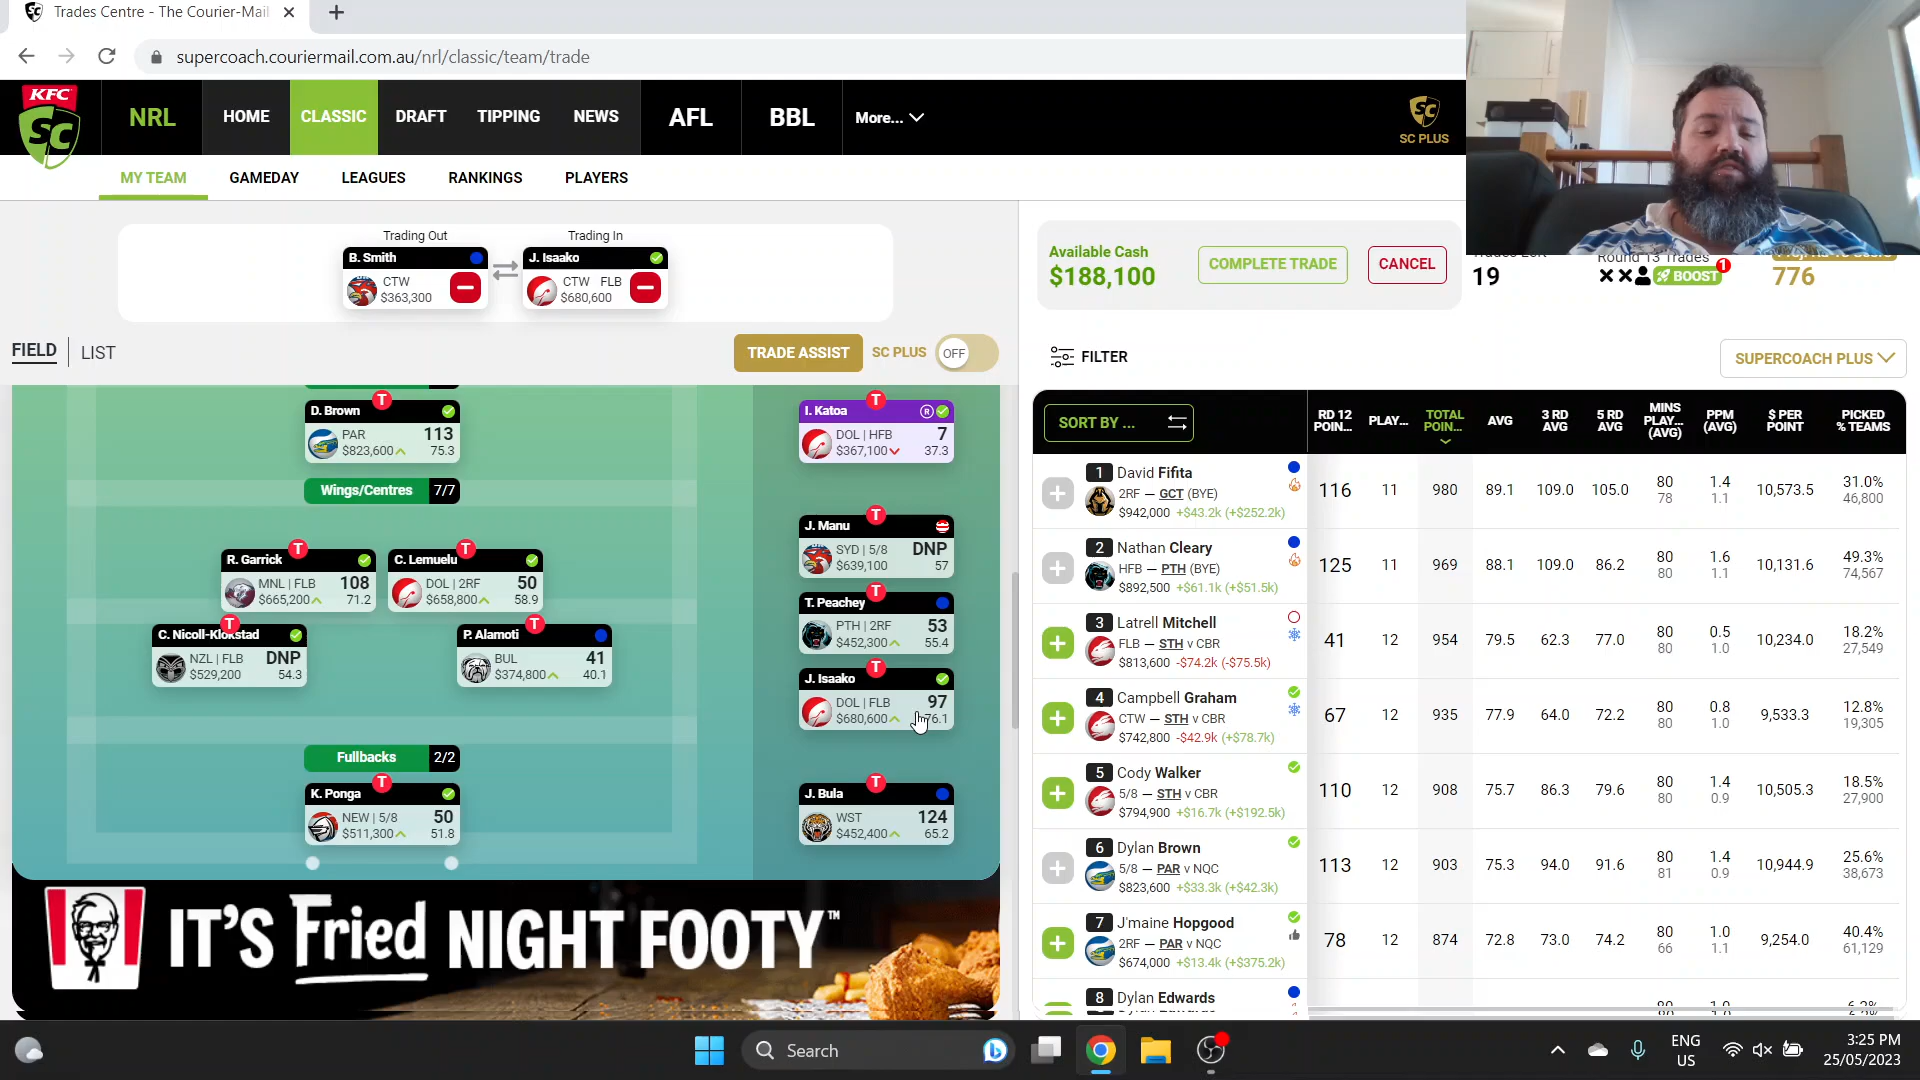 Trades Centre - The Courier-Mail
supercoach.couriermail.com.au/nrl/classic/team/trade
KFC
SC
NRL
HOME
CLASSIC
DRAFT
TIPPING
NEWS
AFL
BBL
More...
SC PLUS
MY TEAM
GAMEDAY
LEAGUES
RANKINGS
PLAYERS
Trading Out
Trading In
B. Smith
CTW
$363,300
J. Isaako
CTW FLB
$680,600
Available Cash
$188,100
COMPLETE TRADE
CANCEL
19
Round 13 Trades
BOOST
1
776
FIELD
LIST
TRADE ASSIST
SC PLUS
OFF
FILTER
SUPERCOACH PLUS
D. Brown
PAR 113
$823,600 75.3
I. Katoa
R
DOL | HFB 7
$367,100 37.3
Wings/Centres 7/7
R. Garrick
MNL | FLB 108
$665,200 71.2
C. Lemuelu
DOL | 2RF 50
$658,800 58.9
J. Manu
SYD | 5/8 DNP
$639,100 57
T. Peachey
PTH | 2RF 53
$452,300 55.4
C. Nicoll-Klokstad
NZL | FLB DNP
$529,200 54.3
P. Alamoti
BUL 41
$374,800 40.1
J. Isaako
DOL | FLB 97
$680,600 76.1
Fullbacks 2/2
K. Ponga
NEW | 5/8 50
$511,300 51.8
J. Bula
WST 124
$452,400 65.2
T
T
T
T
T
T
T
T
T
T
T
IT'S Fried NIGHT FOOTY™
SORT BY ...
RD 12 POIN... PLAY... TOTAL POIN... AVG 3 RD AVG 5 RD AVG MINS PLAY... (AVG) PPM (AVG) $ PER POINT PICKED % TEAMS
1 David Fifita
2RF — GCT (BYE)
$942,000 +$43.2k (+$252.2k)
116 11 980 89.1 109.0 105.0 80 78 1.4 1.1 10,573.5 31.0% 46,800
2 Nathan Cleary
HFB — PTH (BYE)
$892,500 +$61.1k (+$51.5k)
125 11 969 88.1 109.0 86.2 80 80 1.6 1.1 10,131.6 49.3% 74,567
3 Latrell Mitchell
FLB — STH v CBR
$813,600 -$74.2k (-$75.5k)
41 12 954 79.5 62.3 77.0 80 80 0.5 1.0 10,234.0 18.2% 27,549
4 Campbell Graham
CTW — STH v CBR
$742,800 -$42.9k (+$78.7k)
67 12 935 77.9 64.0 72.2 80 80 0.8 1.0 9,533.3 12.8% 19,305
5 Cody Walker
5/8 — STH v CBR
$794,900 +$16.7k (+$192.5k)
110 12 908 75.7 86.3 79.6 80 80 1.4 0.9 10,505.3 18.5% 27,900
6 Dylan Brown
5/8 — PAR v NQC
$823,600 +$33.3k (+$42.3k)
113 12 903 75.3 94.0 91.6 80 81 1.4 0.9 10,944.9 25.6% 38,673
7 J'maine Hopgood
2RF — PAR v NQC
$674,000 +$13.4k (+$375.2k)
78 12 874 72.8 73.0 74.2 80 66 1.0 1.1 9,254.0 40.4% 61,129
8 Dylan Edwards
Search
ENG
US
3:25 PM
25/05/2023